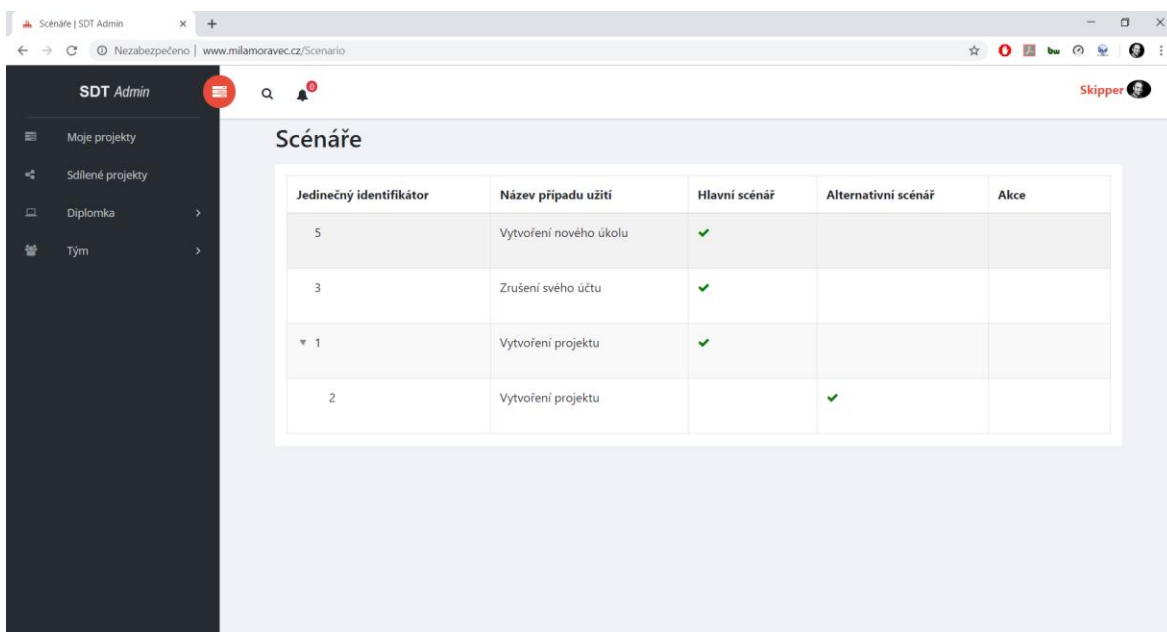 Scénáře | SDT Admin
Nezabezpečeno | www.milamoravec.cz/Scenario
bw
SDT Admin
0
Skipper
Moje projekty
Sdílené projekty
Diplomka
Tým
Scénáře
Jedinečný identifikátor Název případu užití Hlavní scénář Alternativní scénář Akce
5 Vytvoření nového úkolu
3 Zrušení svého účtu
1 Vytvoření projektu
2 Vytvoření projektu